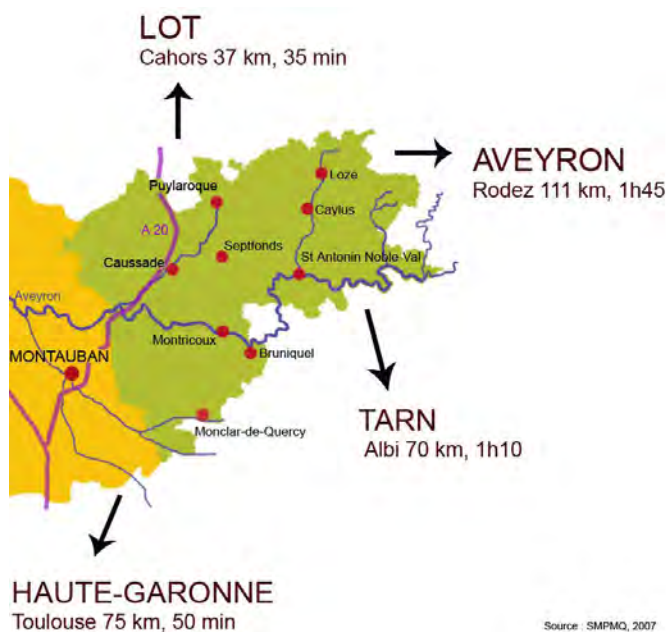 LOT
Cahors 37 km, 35 min
AVEYRON
Rodez 111 km, 1h45
Loze
Puylaroque
Caylus
A 20
Septfonds
Caussade
St Antonin Noble-Val
Aveyron
Montricoux
Bruniquel
MONTAUBAN
Monclar-de-Quercy
TARN
Albi 70 km, 1h10
HAUTE-GARONNE
Toulouse 75 km, 50 min
Source : SMPMQ, 2007